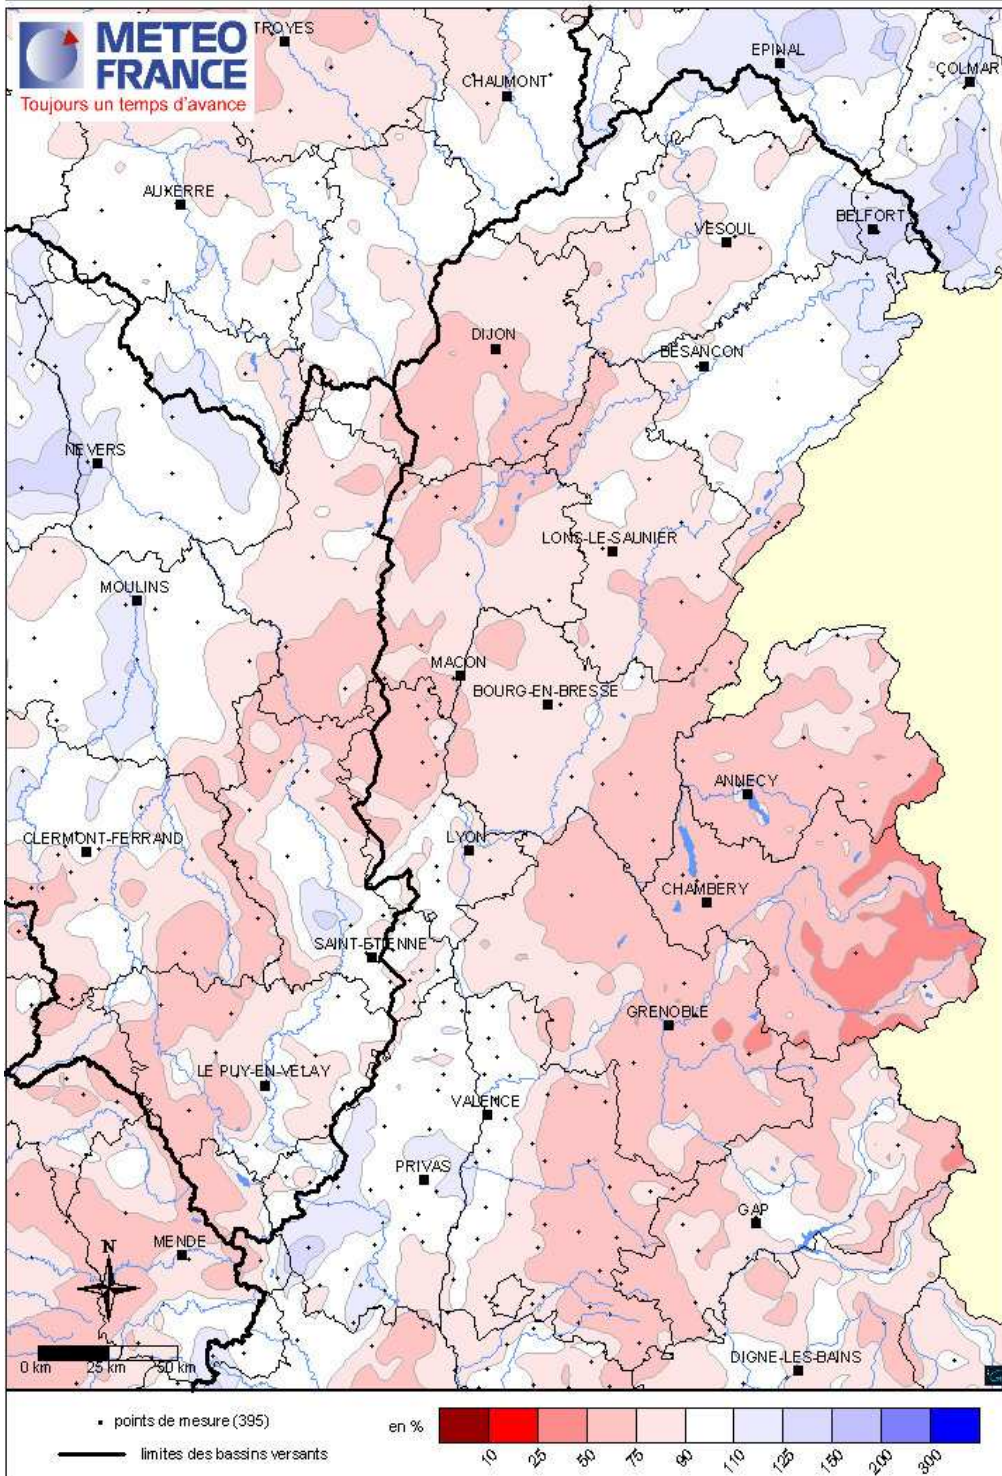 METEO
FRANCE
Toujours un temps d'avance
TROYES
CHAUMONT
EPINAL
COLMAR
AUXERRE
VESOUL
BELFORT
DIJON
BESANCON
NEVERS
LONS-LE-SAUNIER
MOULINS
MACON
BOURG-EN-BRESSE
ANNECY
CLERMONT-FERRAND
LYON
CHAMBERY
SAINT-ETIENNE
GRENOBLE
LE PUY-EN-VELAY
VALENCE
PRIVAS
GAP
MENDE
N
0 km 25 km 50 km
DIGNE-LES-BAINS
points de mesure (395)
limites des bassins versants
en %
10 25 50 75 90 110 125 150 200 300